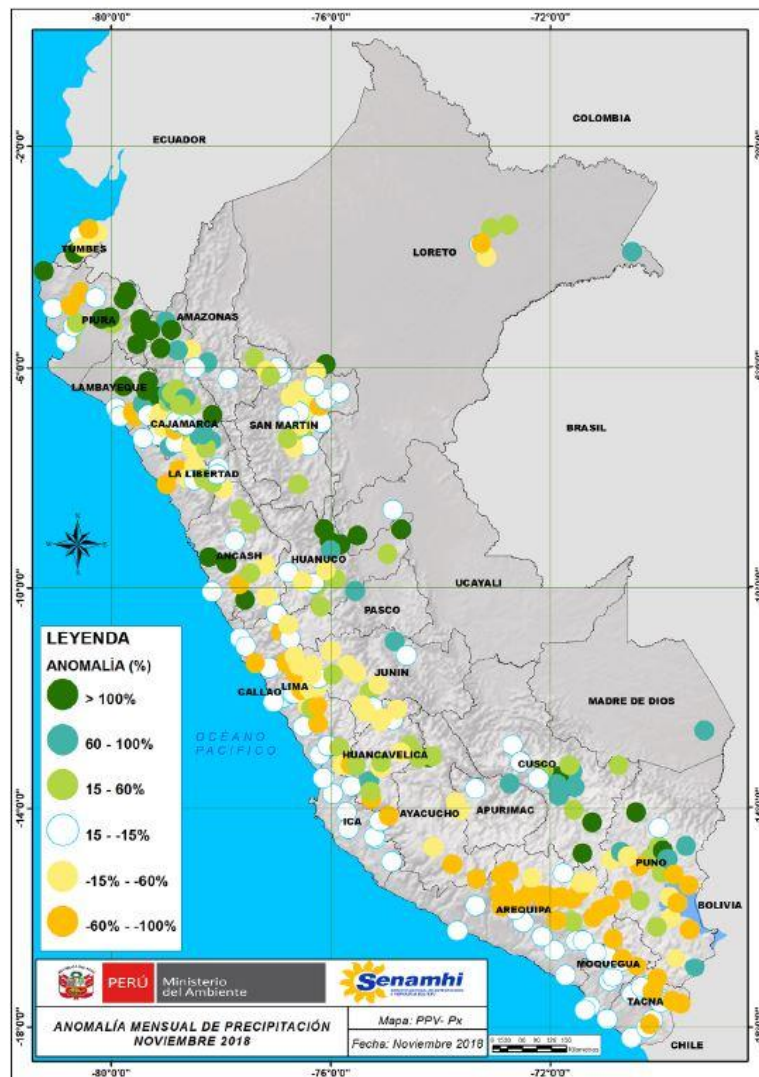 -80°0'0"
-76°0'0"
-72°0'0"
COLOMBIA
ECUADOR
-2°0'0"
TUMBES
LORETO
PIURA
AMAZONAS
-6°0'0"
LAMBAYEQUE
CAJAMARCA
SAN MARTIN
BRASIL
LA LIBERTAD
ANCASH
HUANUCO
UCAYALI
-10°0'0"
PASCO
LEYENDA
ANOMALÍA (%)
> 100%
60 - 100%
15 - 60%
15 - -15%
-15% - -60%
-60% - -100%
JUNIN
LIMA
CALLAO
MADRE DE DIOS
OCÉANO
PACÍFICO
HUANCAVELICA
CUSCO
-14°0'0"
AYACUCHO
APURIMAC
ICA
PUNO
AREQUIPA
BOLIVIA
MOQUEGUA
TACNA
-18°0'0"
CHILE
PERÚ
Ministerio
del Ambiente
Senamhi
ANOMALÍA MENSUAL DE PRECIPITACIÓN
NOVIEMBRE 2018
Mapa: PPV- Px
Fecha: Noviembre 2018
-80°0'0"
-76°0'0"
-72°0'0"